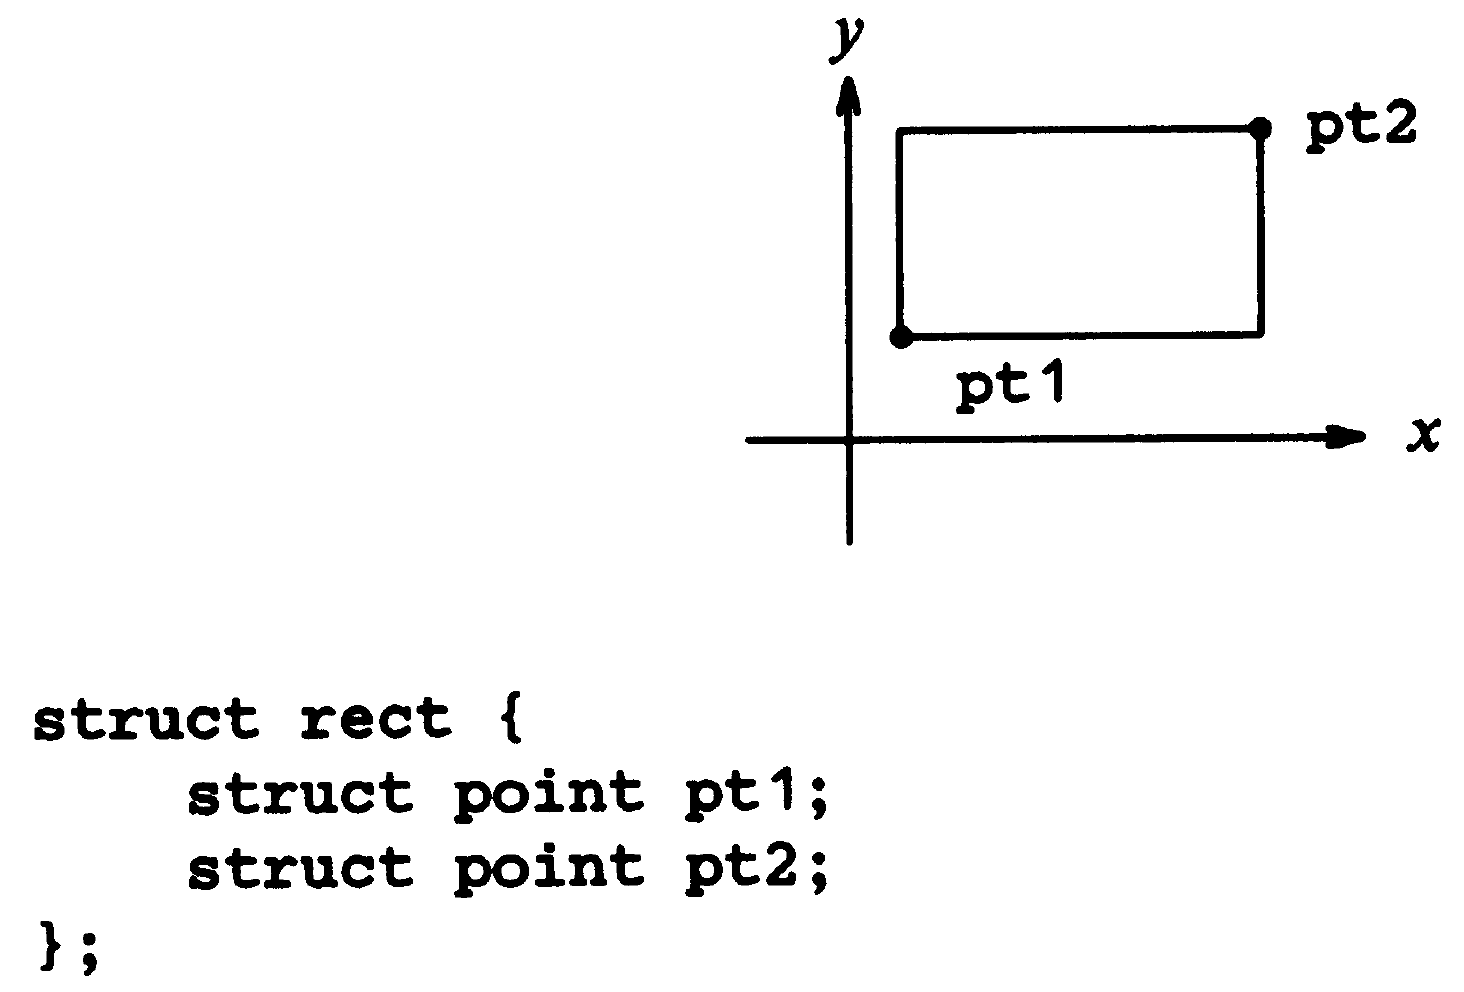 y
pt2
pt1
x
struct rect {
    struct point pt1;
    struct point pt2;
};